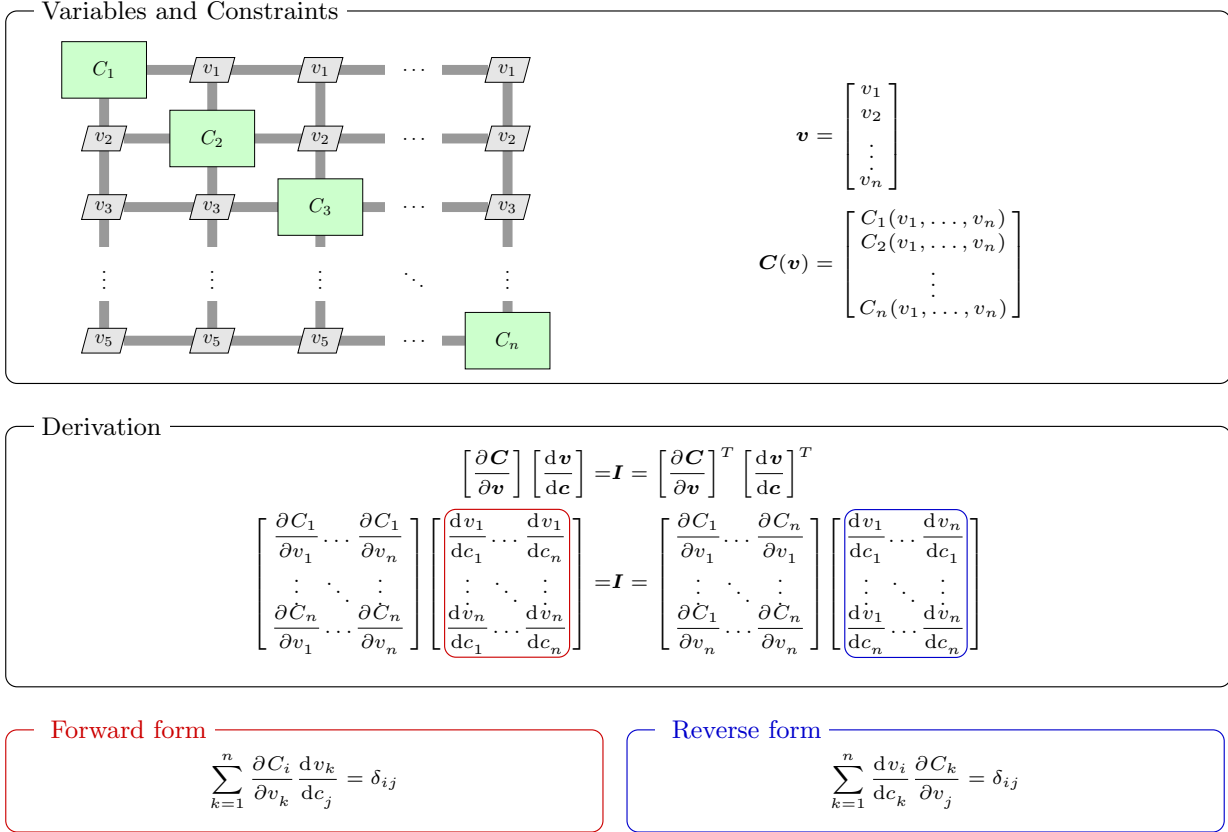 Variables and Constraints
C₁ v₁ v₁ ⋯ v₁
v₂ C₂ v₂ ⋯ v₂
v₃ v₃ C₃ ⋯ v₃
⋮ ⋮ ⋮ ⋱ ⋮
v₅ v₅ v₅ ⋯ Cₙ
v = [v₁ v₂ ⋮ vₙ]
C(v) = [C₁(v₁, …, vₙ) C₂(v₁, …, vₙ) ⋮ Cₙ(v₁, …, vₙ)]
Derivation
[∂C/∂v] [dv/dc] = I = [∂C/∂v]ᵀ [dv/dc]ᵀ
[∂C₁/∂v₁ ⋯ ∂C₁/∂vₙ ⋮ ⋱ ⋮ ∂Cₙ/∂v₁ ⋯ ∂Cₙ/∂vₙ] [dv₁/dc₁ ⋯ dv₁/dcₙ ⋮ ⋱ ⋮ dvₙ/dc₁ ⋯ dvₙ/dcₙ] = I = [∂C₁/∂v₁ ⋯ ∂Cₙ/∂v₁ ⋮ ⋱ ⋮ ∂C₁/∂vₙ ⋯ ∂Cₙ/∂vₙ] [dv₁/dc₁ ⋯ dvₙ/dc₁ ⋮ ⋱ ⋮ dv₁/dcₙ ⋯ dvₙ/dcₙ]
Forward form
∑ₖ₌₁ⁿ ∂Cᵢ/∂vₖ dvₖ/dcⱼ = δᵢⱼ
Reverse form
∑ₖ₌₁ⁿ dvᵢ/dcₖ ∂Cₖ/∂vⱼ = δᵢⱼ